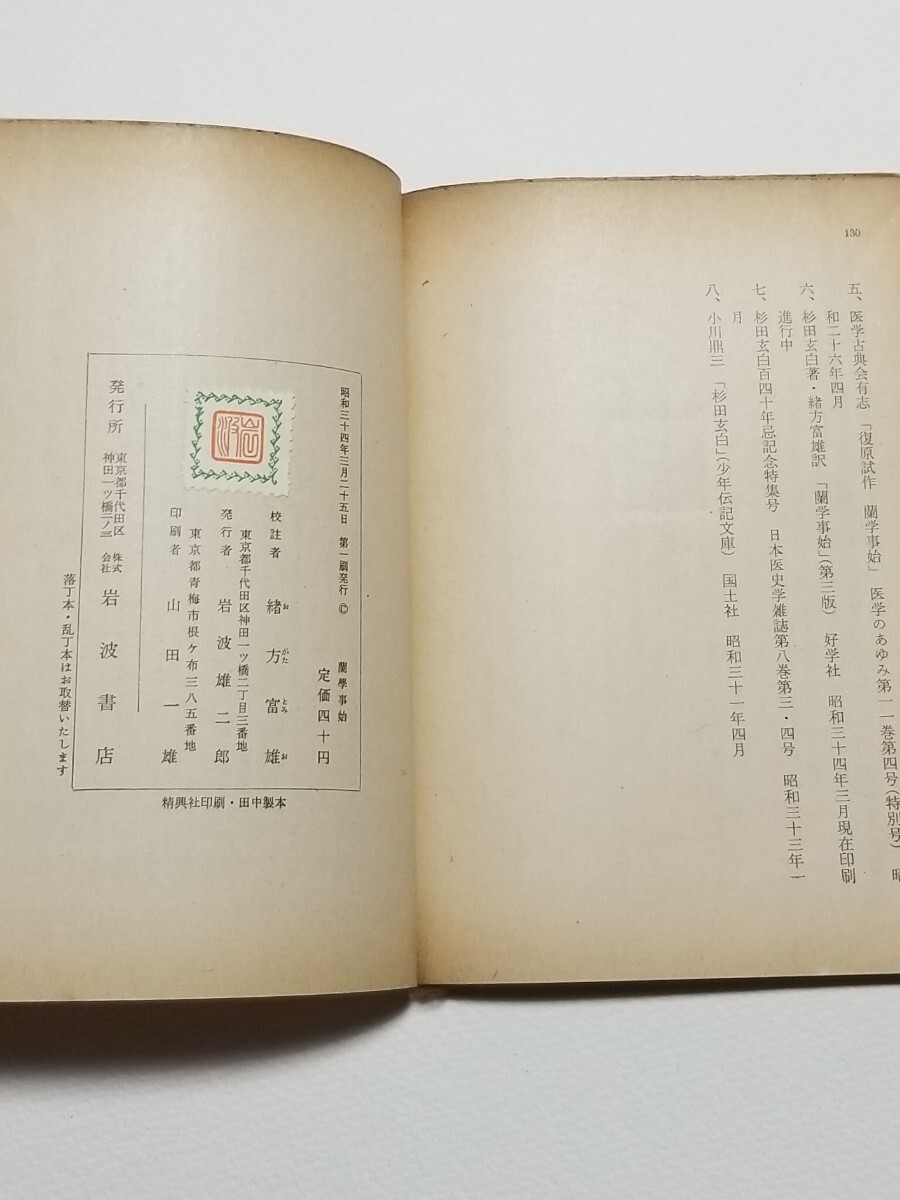 130
五、医学古典会有志 「復原試作 蘭学事始」 医学のあゆみ第一一巻第四号(特別号) 昭
和二十六年四月
六、杉田玄白著・緒方富雄訳 「蘭学事始」(第三版) 好学社 昭和三十四年三月現在印刷
進行中
七、杉田玄白百四十年忌記念特集号 日本医史学雑誌第八巻第三・四号 昭和三十三年一
月
八、小川鼎三 「杉田玄白」(少年伝記文庫) 国土社 昭和三十一年四月
蘭學事始
定価四十円
昭和三十四年三月二十五日 第一刷発行 ©
校註者 緒方富雄
おがたとみお
東京都千代田区神田一ツ橋二丁目三番地
発行者 岩波雄二郎
東京都青梅市根ケ布三八五番地
印刷者 山田一雄
岩波
発行所 東京都千代田区
神田一ツ橋二ノ三 株式
会社 岩波書店
落丁本・乱丁本はお取替いたします
精興社印刷・田中製本